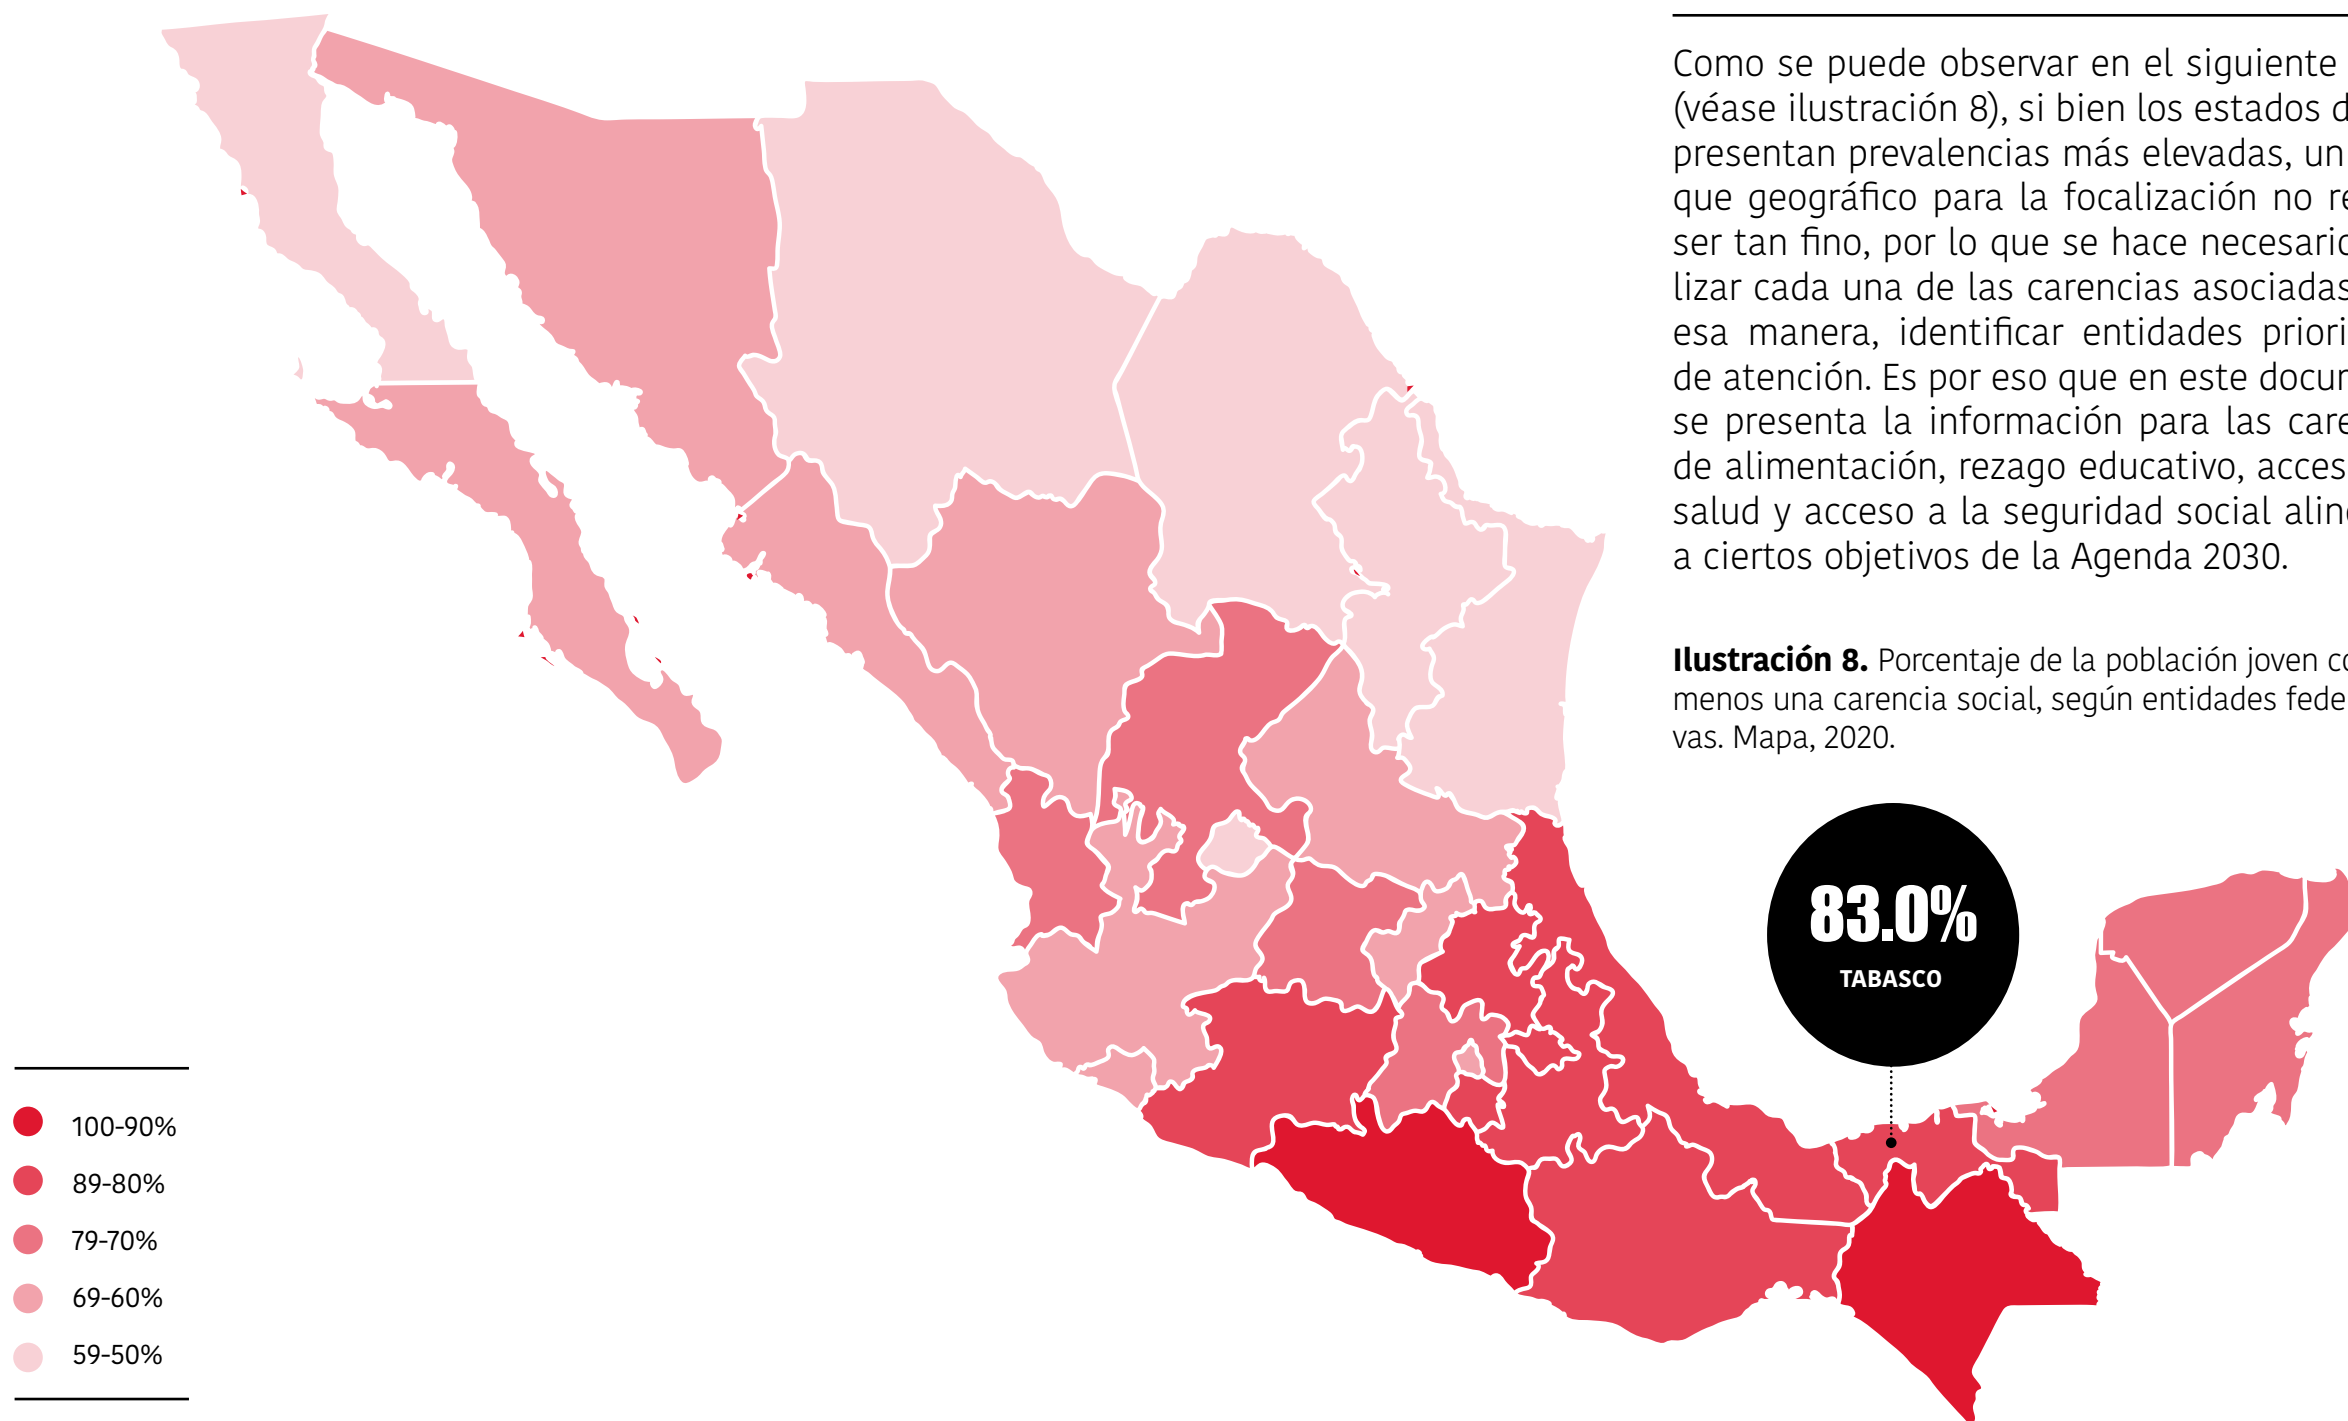 Como se puede observar en el siguiente
(véase ilustración 8), si bien los estados d
presentan prevalencias más elevadas, un
que geográfico para la focalización no re
ser tan fino, por lo que se hace necesario
lizar cada una de las carencias asociadas
esa manera, identificar entidades priori
de atención. Es por eso que en este docu
se presenta la información para las care
de alimentación, rezago educativo, acces
salud y acceso a la seguridad social aline
a ciertos objetivos de la Agenda 2030.
Ilustración 8. Porcentaje de la población joven co
menos una carencia social, según entidades fede
vas. Mapa, 2020.
83.0%
TABASCO
100-90%
89-80%
79-70%
69-60%
59-50%